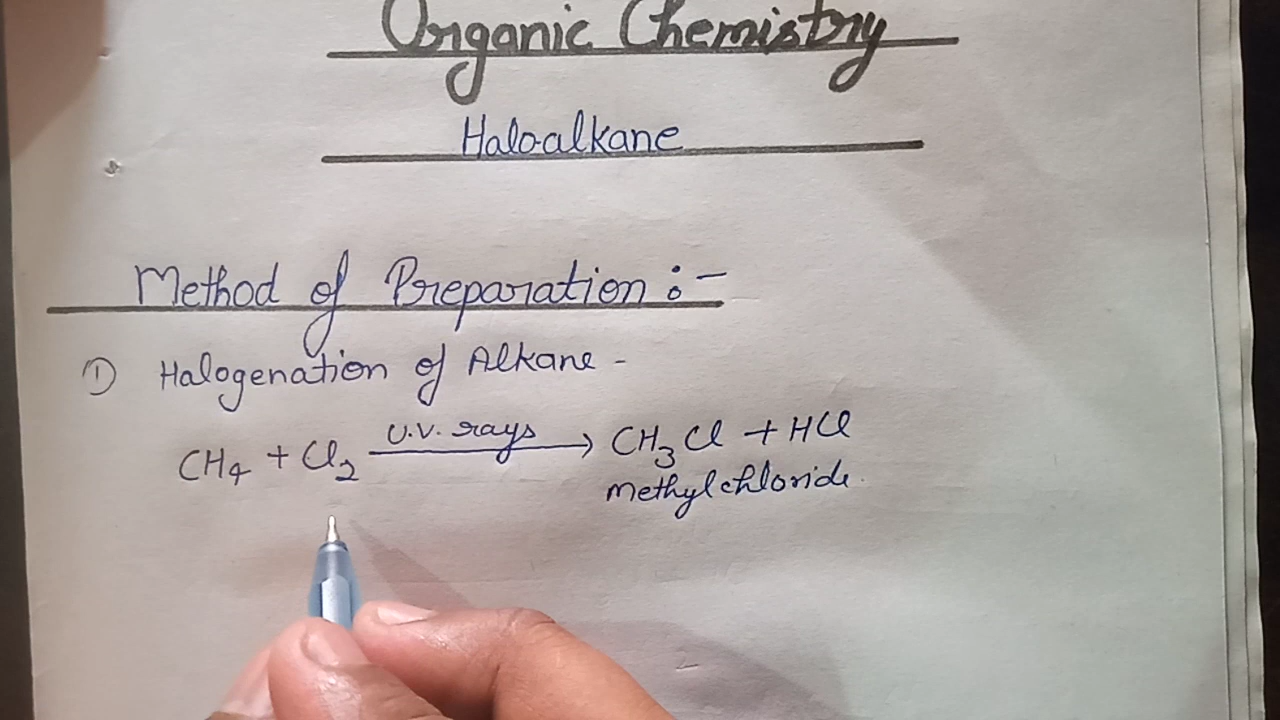 Organic Chemistry
Haloalkane
Method of Preparation :-
① Halogenation of Alkane -
CH₄ + Cl₂ U.V. rays → CH₃Cl + HCl
Methylchloride.